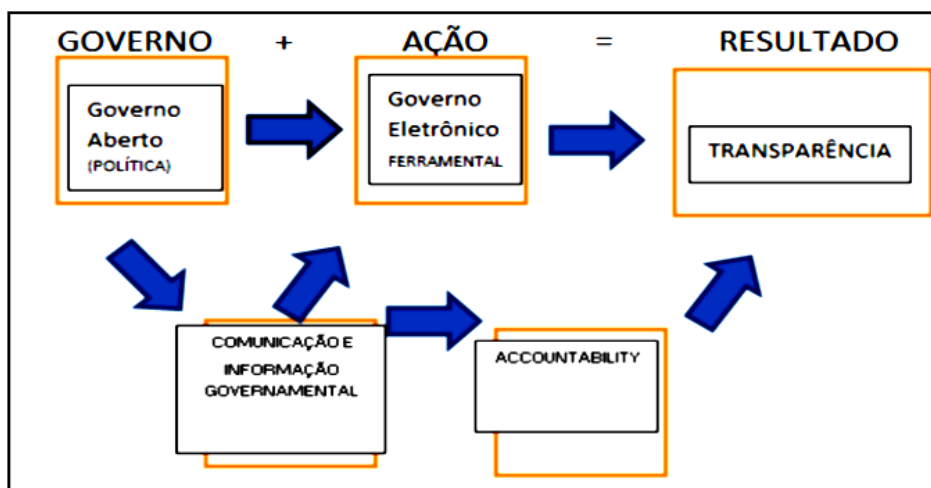 GOVERNO + AÇÃO = RESULTADO
Governo
Aberto
(POLÍTICA)
Governo
Eletrônico
FERRAMENTAL
TRANSPARÊNCIA
COMUNICAÇÃO E
INFORMAÇÃO
GOVERNAMENTAL
ACCOUNTABILITY